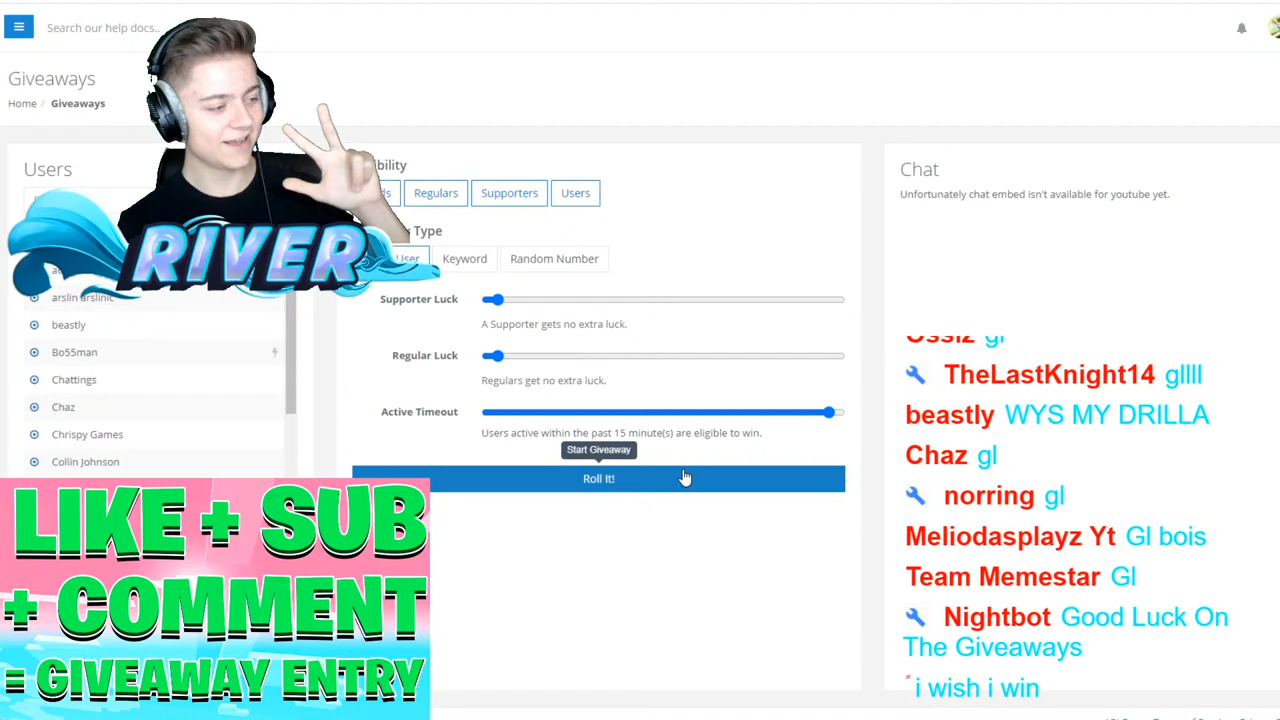 Search our help docs..
Giveaways
Home / Giveaways
Users
RIVER
arslin arslinic
beastly
Bo55man
Chattings
Chaz
Chrispy Games
Collin Johnson
Regulars Supporters Users
Type
User Keyword Random Number
Supporter Luck
A Supporter gets no extra luck.
Regular Luck
Regulars get no extra luck.
Active Timeout
Users active within the past 15 minute(s) are eligible to win.
Start Giveaway
Roll It!
LIKE + SUB
+ COMMENT
= GIVEAWAY ENTRY
Chat
Unfortunately chat embed isn't available for youtube yet.
gl
TheLastKnight14 gllll
beastly WYS MY DRILLA
Chaz gl
norring gl
Meliodasplayz Yt Gl bois
Team Memestar Gl
Nightbot Good Luck On
The Giveaways
i wish i win